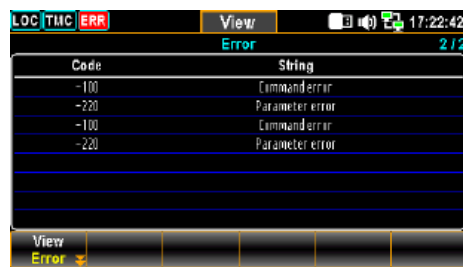 LOC TMC ERR View 17:22:42
Error 2/2
Code String
-100 Command error
-220 Parameter error
-100 Command error
-220 Parameter error
View
Error